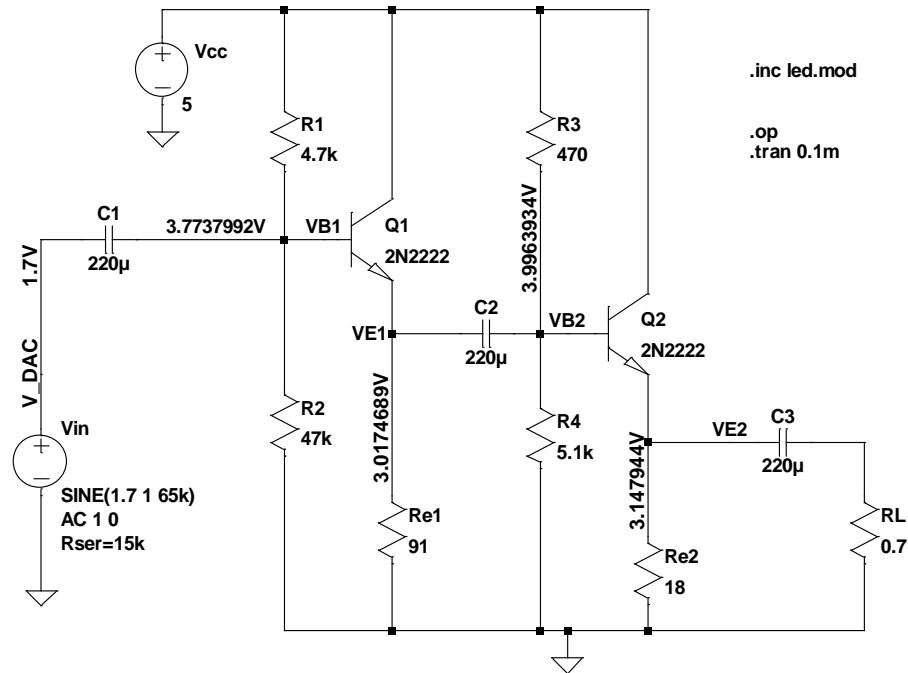 Vcc
5
.inc led.mod
.op
.tran 0.1m
R1
4.7k
R3
470
C1
220µ
3.7737992V
VB1
Q1
2N2222
3.9963934V
1.7V
V_DAC
VE1
C2
220µ
VB2
Q2
2N2222
Vin
SINE(1.7 1 65k)
AC 1 0
Rser=15k
R2
47k
3.0174689V
R4
5.1k
3.147944V
VE2
C3
220µ
Re1
91
Re2
18
RL
0.7